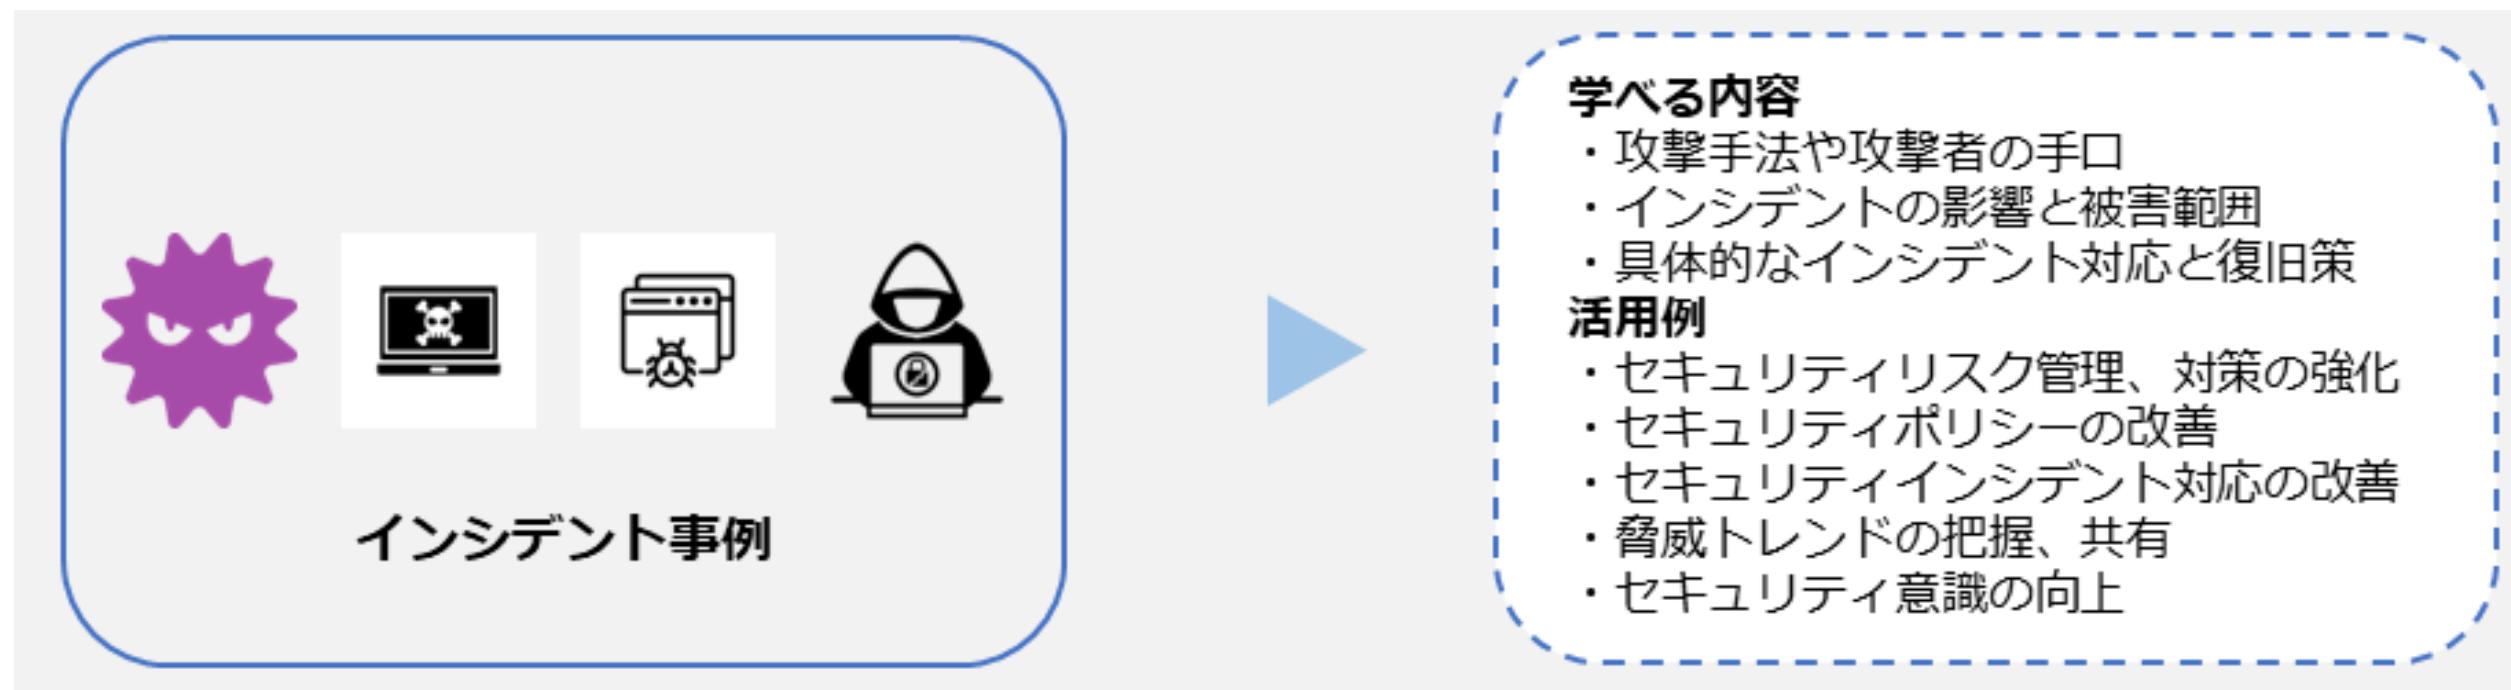 インシデント事例
学べる内容
・攻撃手法や攻撃者の手口
・インシデントの影響と被害範囲
・具体的なインシデント対応と復旧策
活用例
・セキュリティリスク管理、対策の強化
・セキュリティポリシーの改善
・セキュリティインシデント対応の改善
・脅威トレンドの把握、共有
・セキュリティ意識の向上